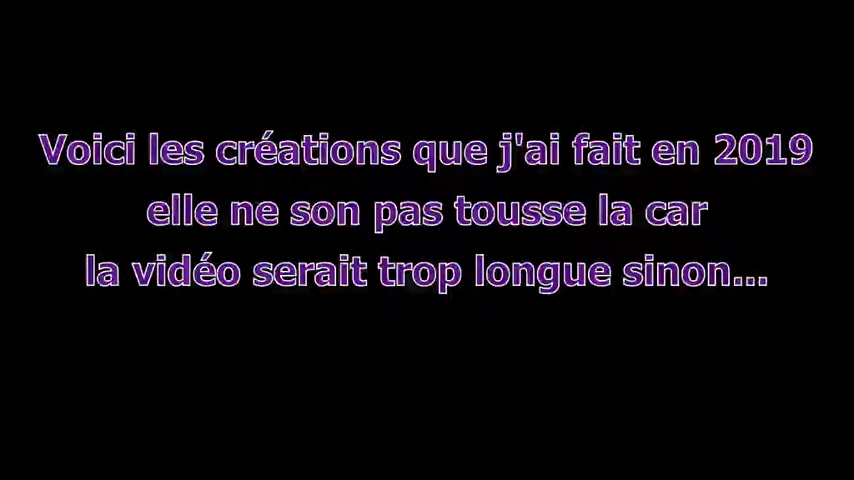 Voici les créations que j'ai fait en 2019
elle ne son pas tousse la car
la vidéo serait trop longue sinon...